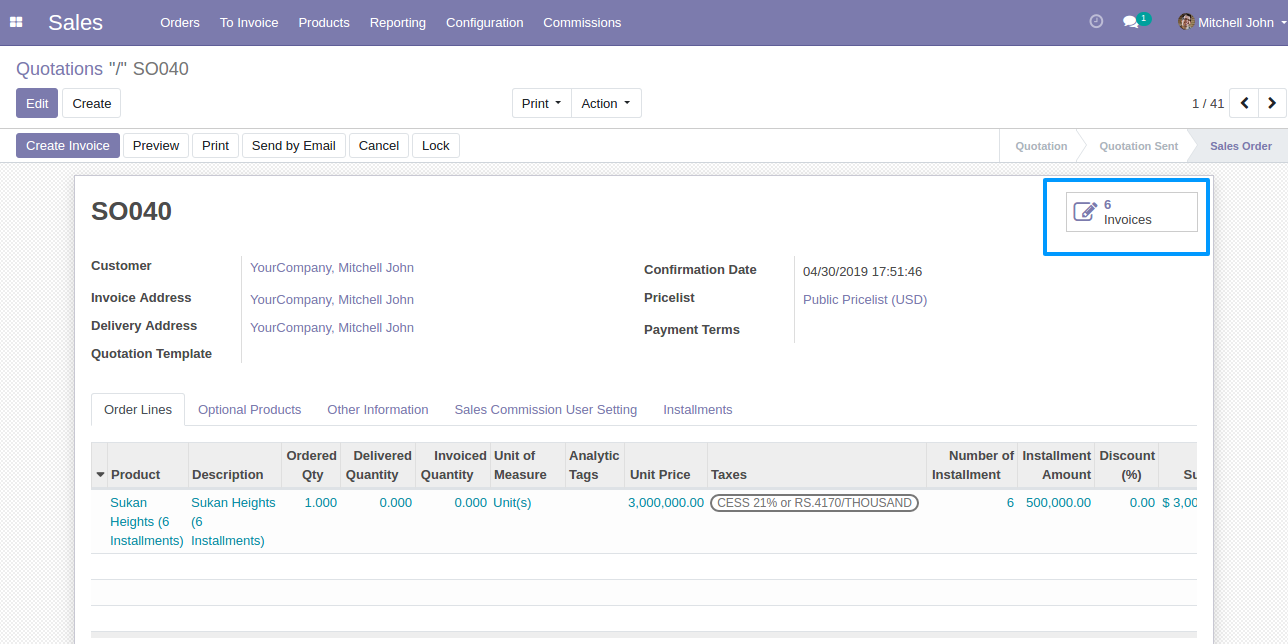 Sales Orders To Invoice Products Reporting Configuration Commissions 1 Mitchell John
Quotations "/" SO040
Edit Create Print Action 1 / 41
Create Invoice Preview Print Send by Email Cancel Lock Quotation Quotation Sent Sales Order
SO040
6
Invoices
Customer YourCompany, Mitchell John
Invoice Address YourCompany, Mitchell John
Delivery Address YourCompany, Mitchell John
Quotation Template
Confirmation Date 04/30/2019 17:51:46
Pricelist Public Pricelist (USD)
Payment Terms
Order Lines Optional Products Other Information Sales Commission User Setting Installments
Ordered Delivered Invoiced Unit of Analytic Number of Installment Discount
Product Description Qty Quantity Quantity Measure Tags Unit Price Taxes Installment Amount (%) Su
Sukan Sukan Heights 1.000 0.000 0.000 Unit(s) 3,000,000.00 CESS 21% or RS.4170/THOUSAND 6 500,000.00 0.00 $ 3,00
Heights (6 (6
Installments) Installments)